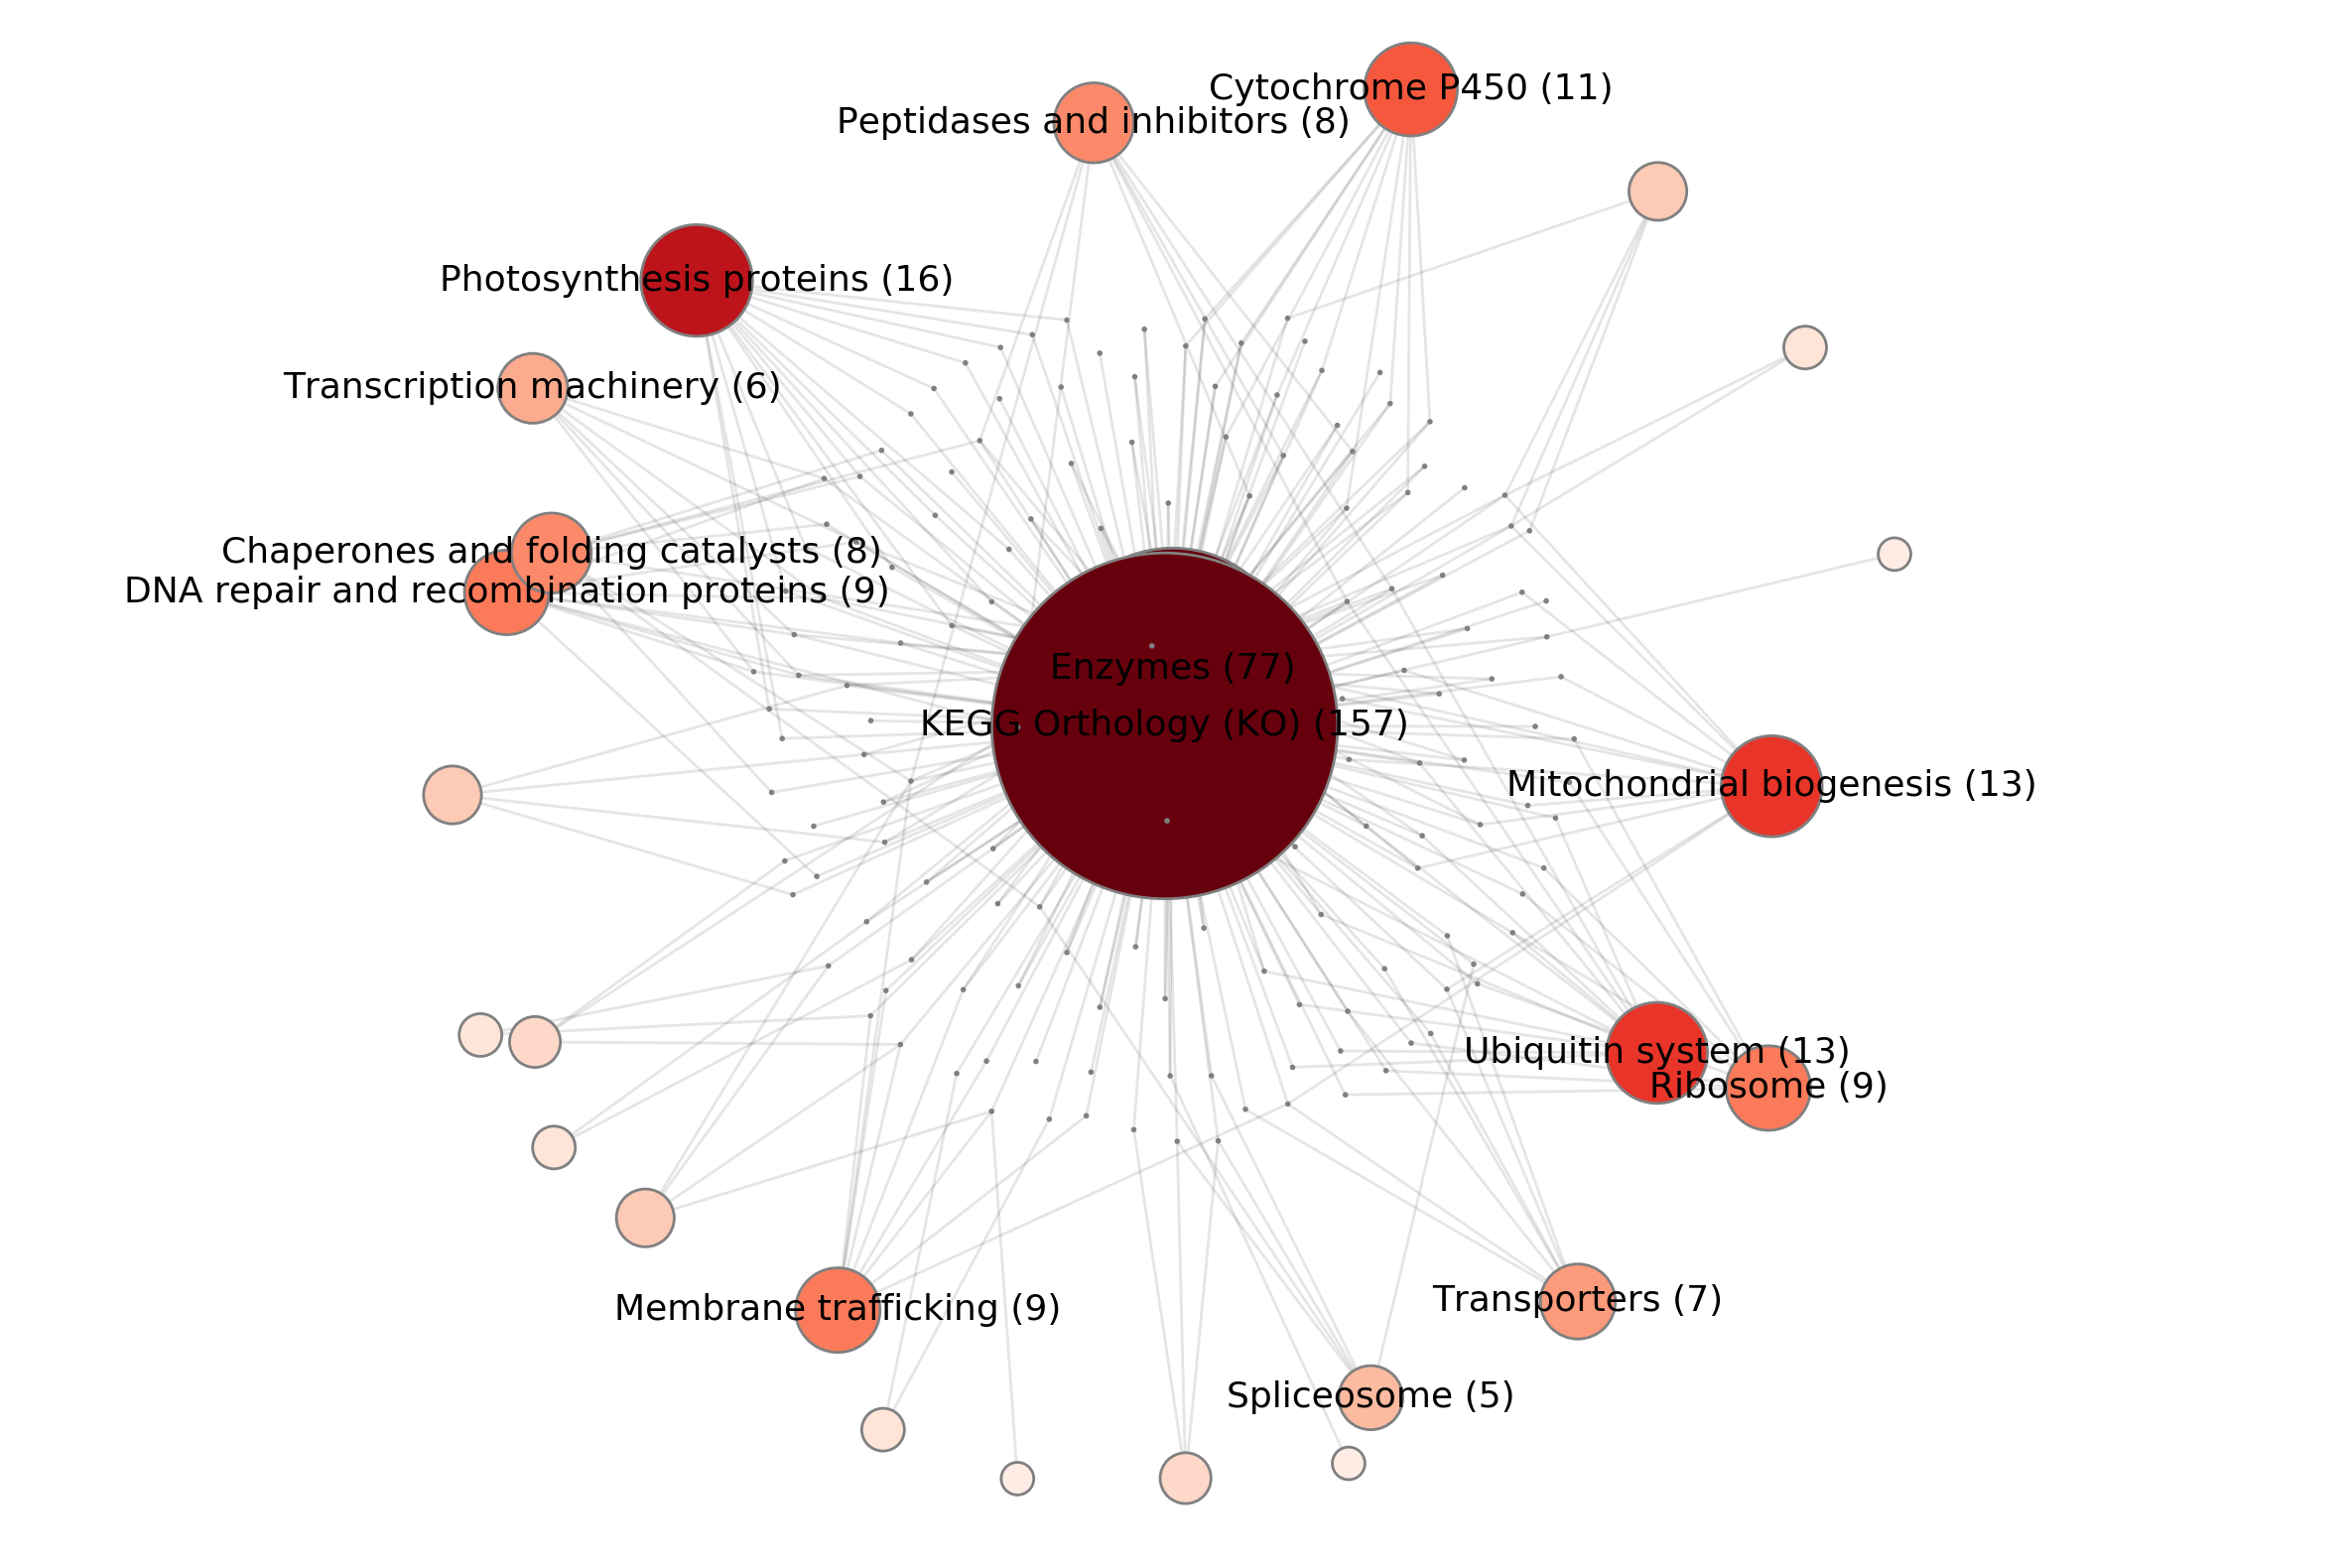 Cytochrome P450 (11)
Peptidases and inhibitors (8)
Photosynthesis proteins (16)
Transcription machinery (6)
Chaperones and folding catalysts (8)
DNA repair and recombination proteins (9)
Enzymes (77)
KEGG Orthology (KO) (157)
Mitochondrial biogenesis (13)
Ubiquitin system (13)
Ribosome (9)
Transporters (7)
Membrane trafficking (9)
Spliceosome (5)